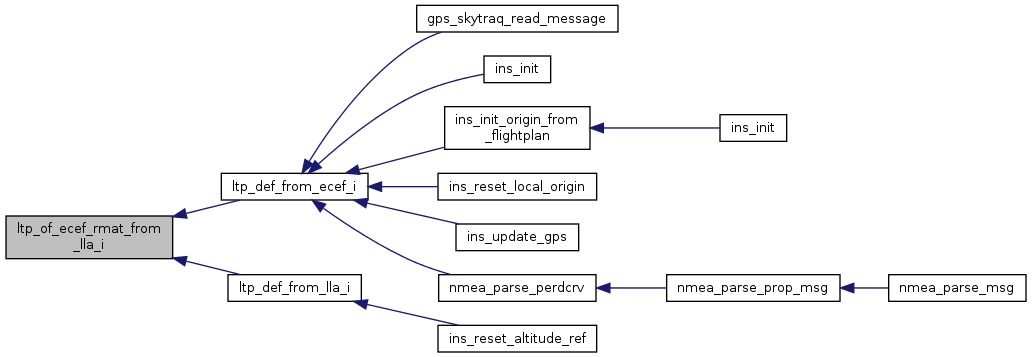 gps_skytraq_read_message
ins_init
ins_init_origin_from
_flightplan
ins_init
ltp_def_from_ecef_i
ins_reset_local_origin
ltp_of_ecef_rmat_from
_lla_i
ins_update_gps
ltp_def_from_lla_i
nmea_parse_perdcrv
nmea_parse_prop_msg
nmea_parse_msg
ins_reset_altitude_ref